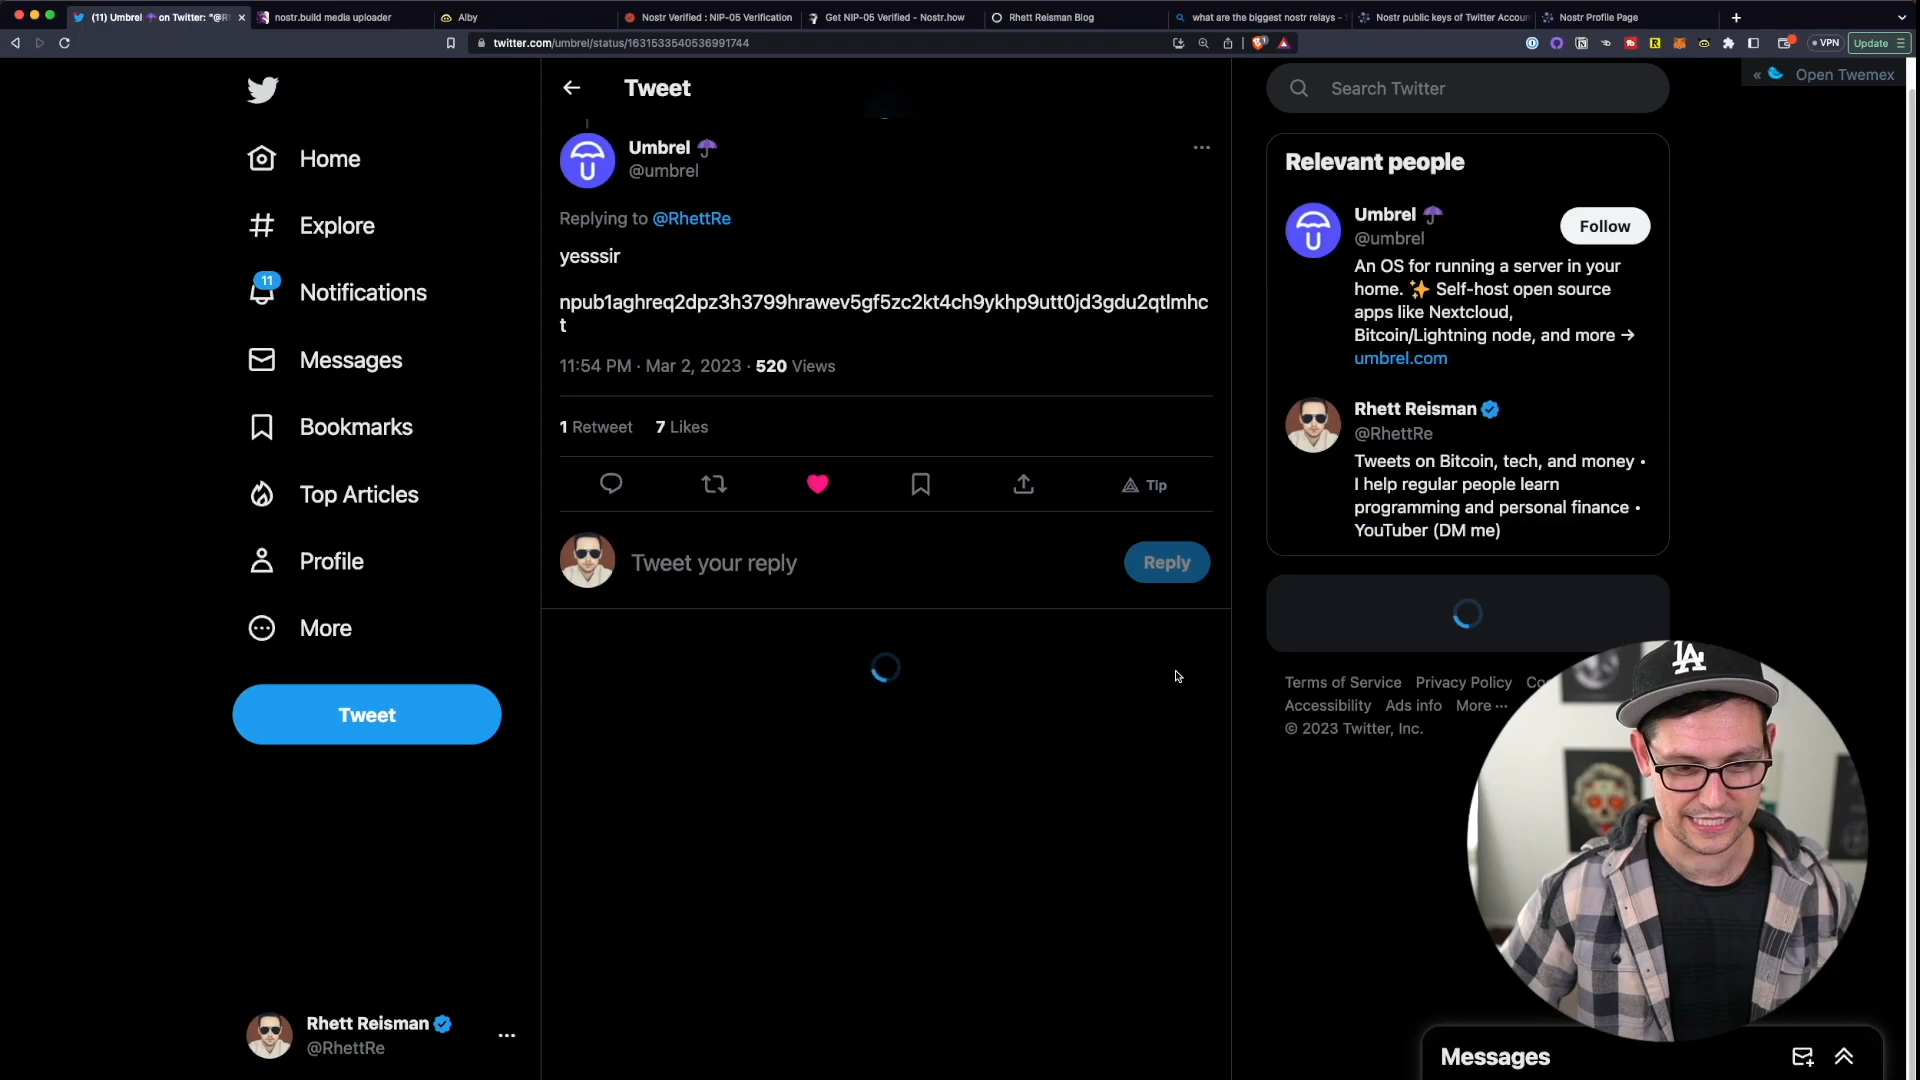 (11) Umbrel on Twitter: "@R
nostr.build media uploader
Alby
Nostr Verified : NIP-05 Verification
Get NIP-05 Verified - Nostr.how
Rhett Reisman Blog
what are the biggest nostr relays -
Nostr public keys of Twitter Accoun
Nostr Profile Page
twitter.com/umbrel/status/1631533540536991744
VPN
Update
Home
Explore
11
Notifications
Messages
Bookmarks
Top Articles
Profile
More
Tweet
Rhett Reisman
@RhettRe
Tweet
Umbrel
@umbrel
Replying to @RhettRe
yesssir
npub1aghreq2dpz3h3799hrawev5gf5zc2kt4ch9ykhp9utt0jd3gdu2qtlmhc
t
11:54 PM · Mar 2, 2023 · 520 Views
1 Retweet 7 Likes
Tip
Tweet your reply
Reply
« Open Twemex
Search Twitter
Relevant people
Umbrel
@umbrel
Follow
An OS for running a server in your
home. ✨ Self-host open source
apps like Nextcloud,
Bitcoin/Lightning node, and more →
umbrel.com
Rhett Reisman
@RhettRe
Tweets on Bitcoin, tech, and money •
I help regular people learn
programming and personal finance •
YouTuber (DM me)
Terms of Service Privacy Policy
Accessibility Ads info More ···
© 2023 Twitter, Inc.
LA
Messages